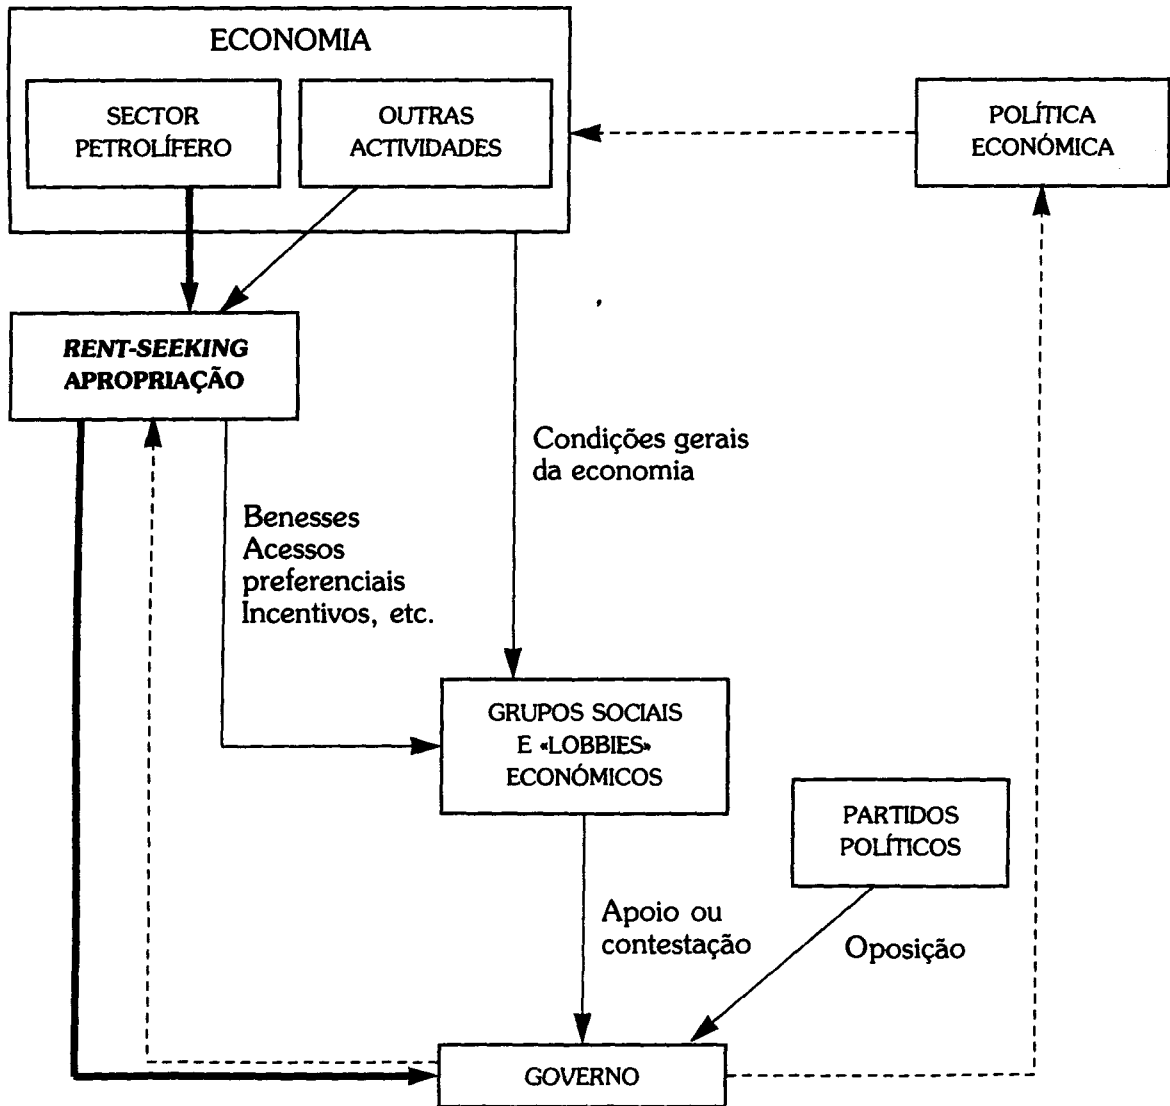 ECONOMIA
SECTOR
PETROLÍFERO
OUTRAS
ACTIVIDADES
POLÍTICA
ECONÓMICA
RENT-SEEKING
APROPRIAÇÃO
Condições gerais
da economia
Benesses
Acessos
preferenciais
Incentivos, etc.
GRUPOS SOCIAIS
E «LOBBIES»
ECONÓMICOS
PARTIDOS
POLÍTICOS
Apoio ou
contestação
Oposição
GOVERNO